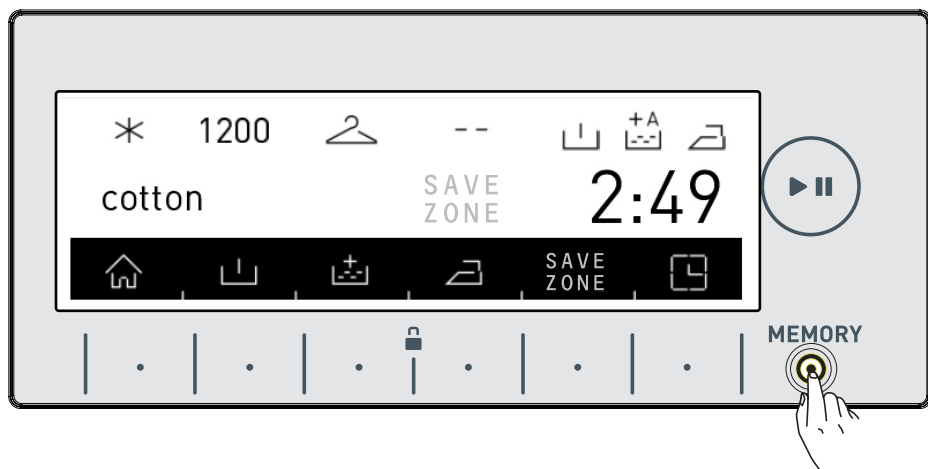 1200 - -
+A
cotton SAVE ZONE 2:49
SAVE ZONE
MEMORY